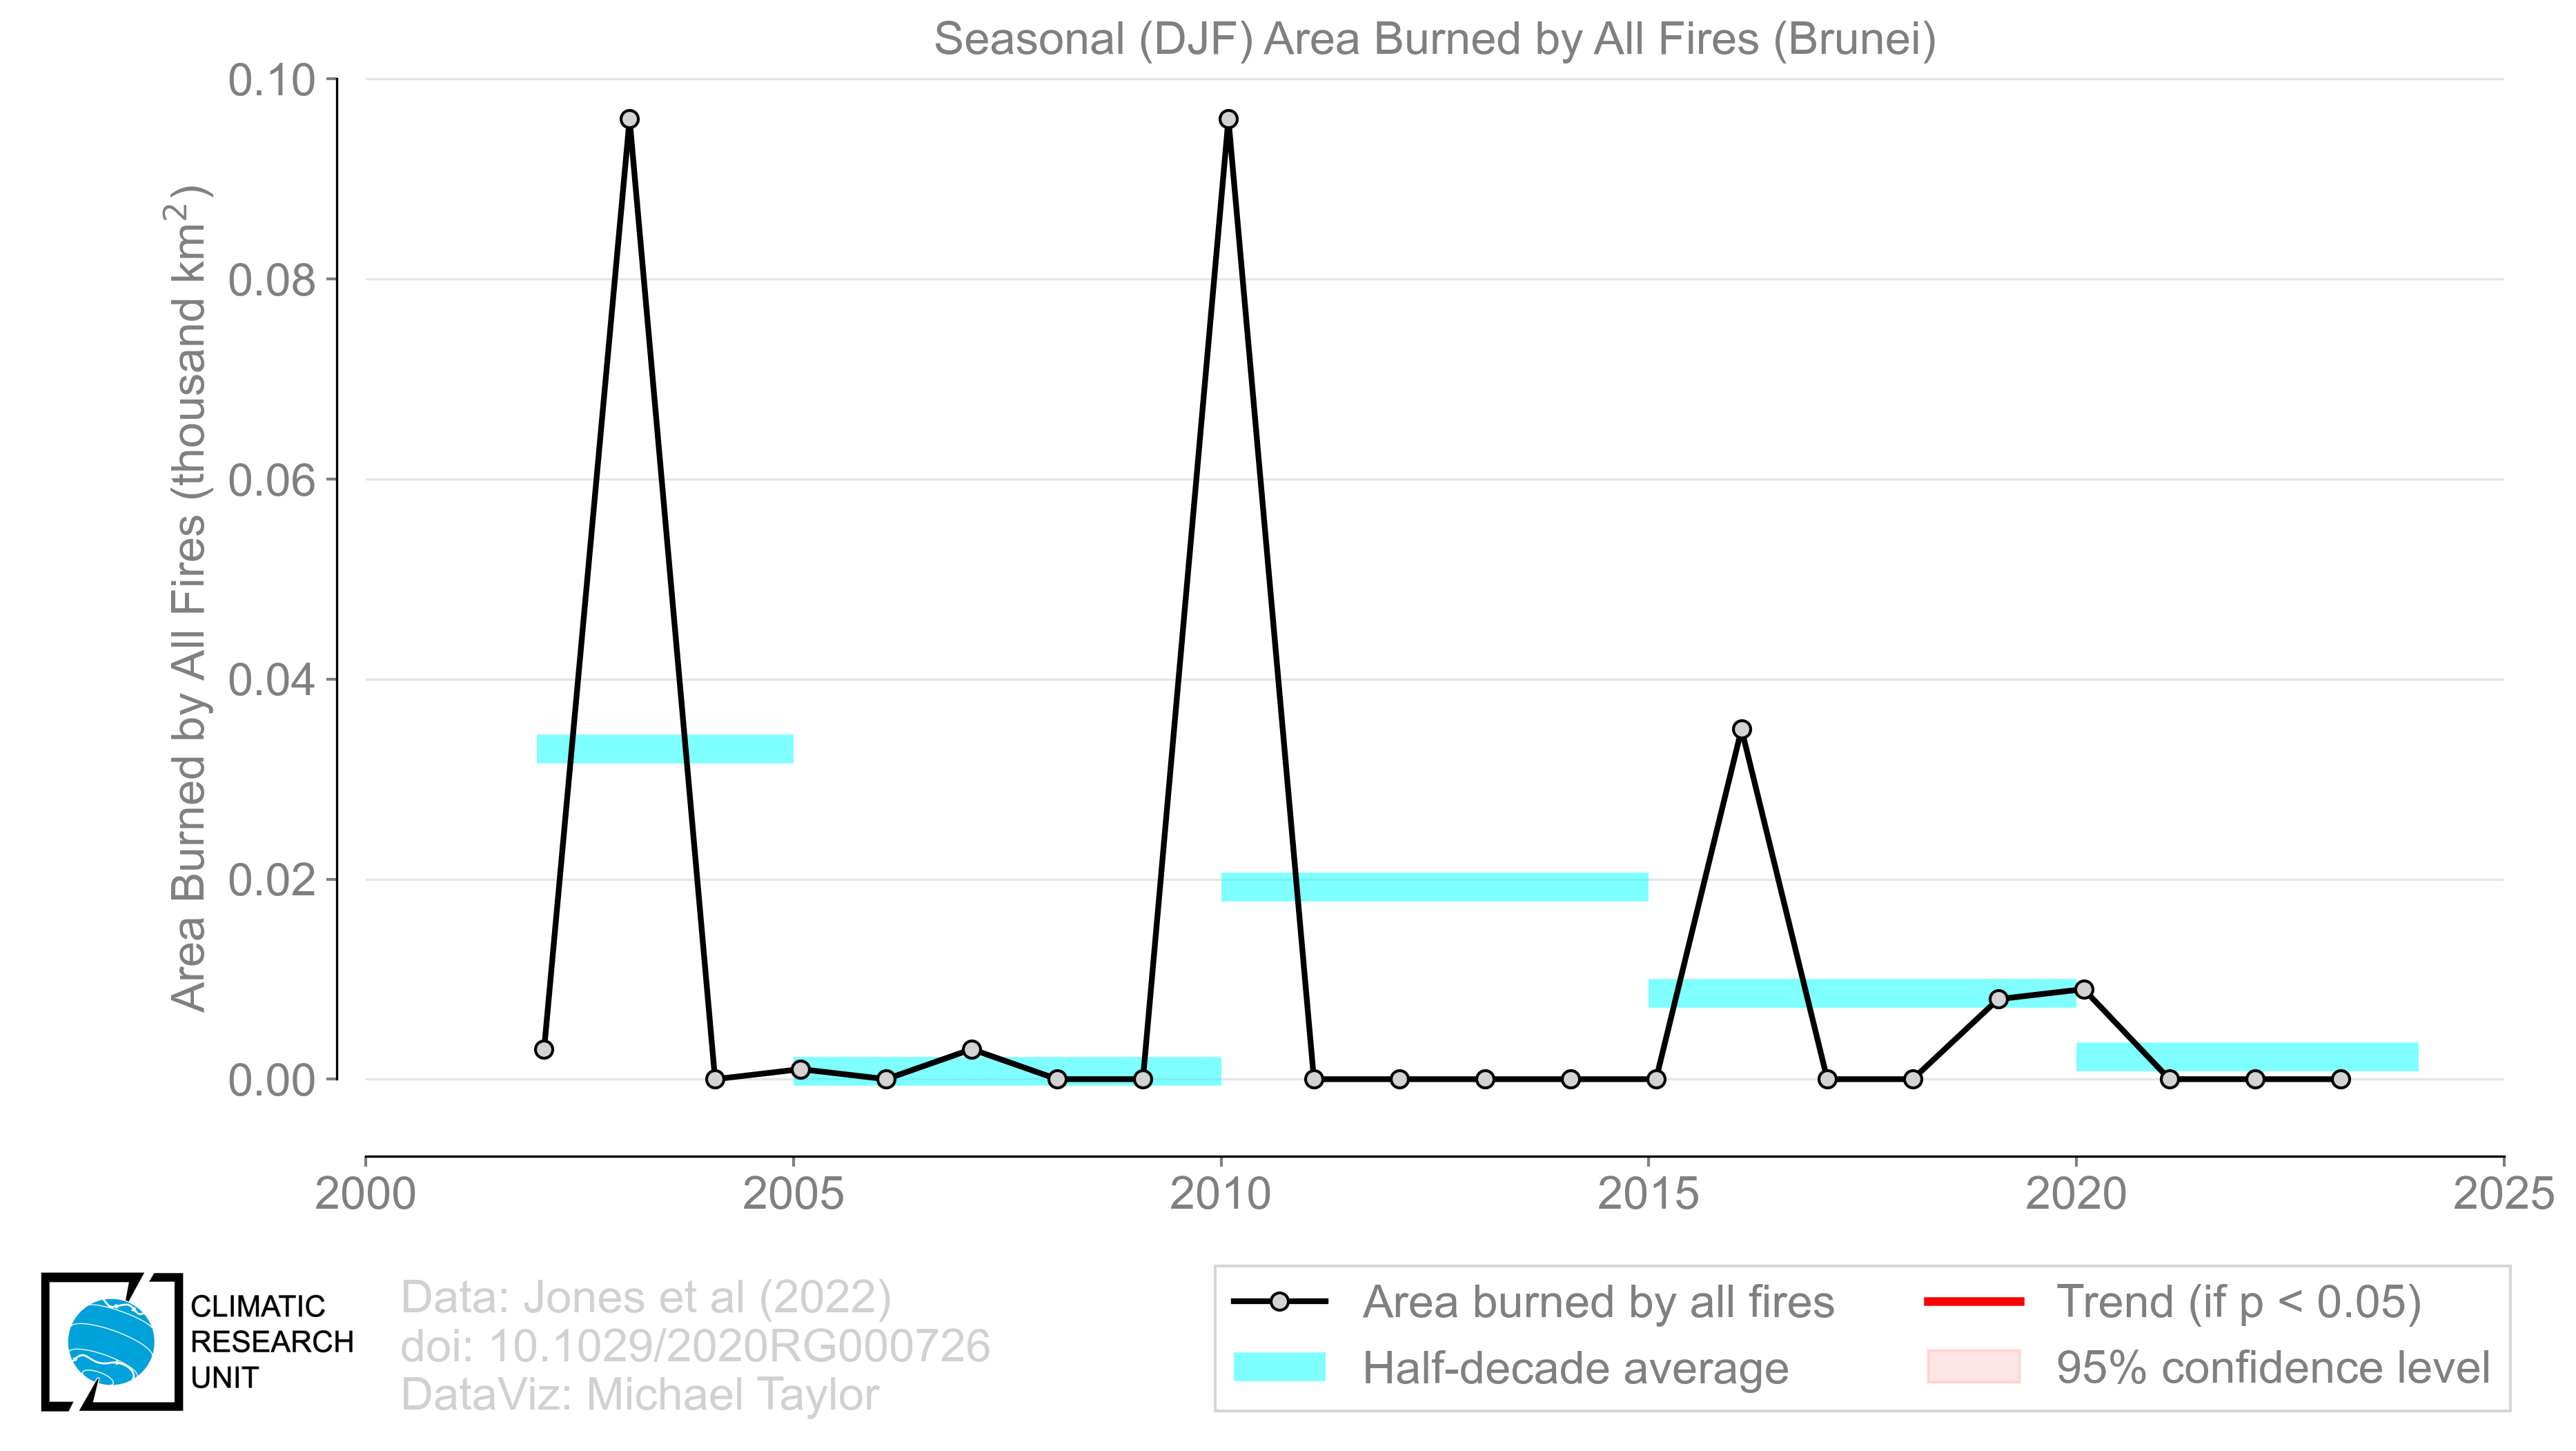 Seasonal (DJF) Area Burned by All Fires (Brunei)
Area Burned by All Fires (thousand km²)
0.10
0.08
0.06
0.04
0.02
0.00
2000 2005 2010 2015 2020 2025
CLIMATIC
RESEARCH
UNIT
Data: Jones et al (2022)
doi: 10.1029/2020RG000726
DataViz: Michael Taylor
Area burned by all fires
Half-decade average
Trend (if p < 0.05)
95% confidence level